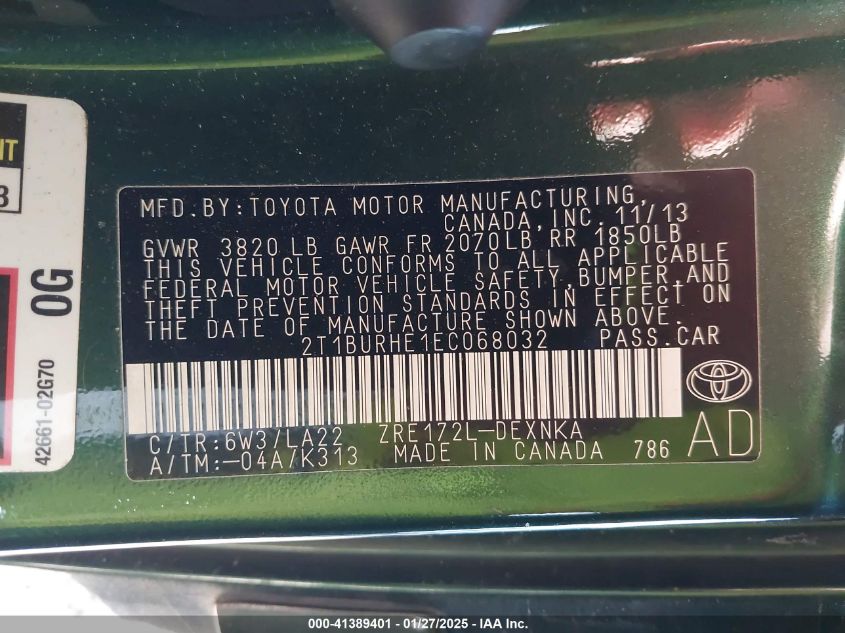 NT
3
0G
42661-02G70
MFD.BY:TOYOTA MOTOR MANUFACTURING,
CANADA,INC. 11/13
GVWR 3820 LB GAWR FR 2070LB RR 1850LB
THIS VEHICLE CONFORMS TO ALL APPLICABLE
FEDERAL MOTOR VEHICLE SAFETY,BUMPER,AND
THEFT PREVENTION STANDARDS IN EFFECT ON
THE DATE OF MANUFACTURE SHOWN ABOVE.
2T1BURHE1EC068032 PASS.CAR
C/TR:6W3/LA22 ZRE172L-DEXNKA
A/TM:-04A/K313 MADE IN CANADA 786
AD
000-41389401 - 01/27/2025 - IAA Inc.